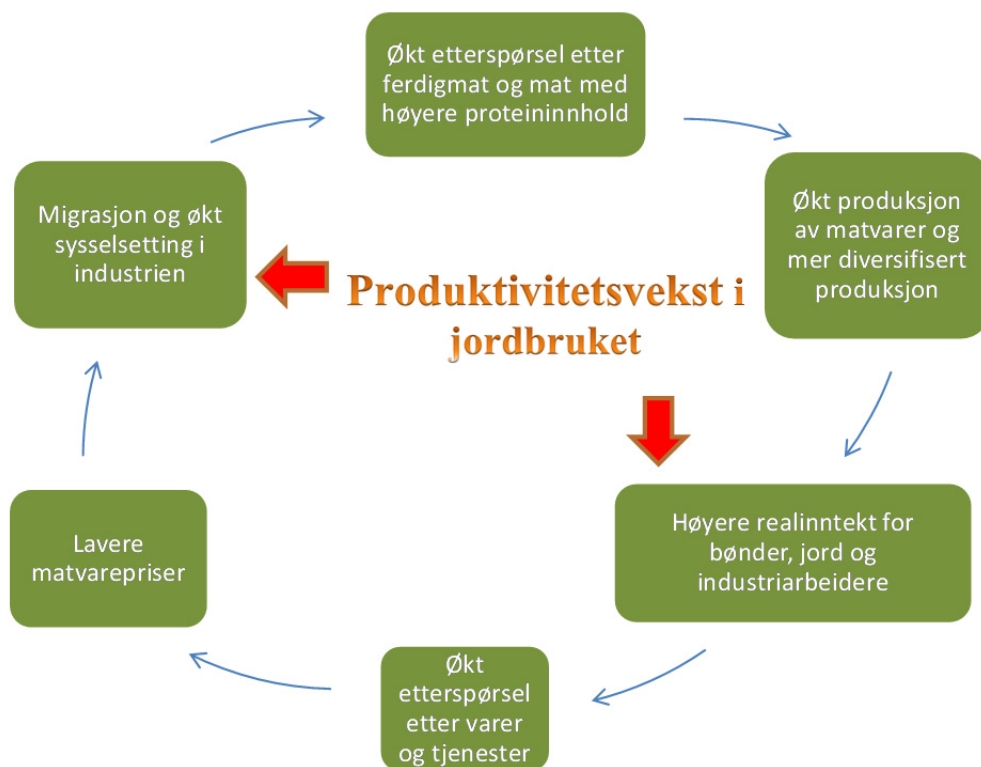 Økt etterspørsel etter
ferdigmat og mat med
høyere proteininnhold
Økt produksjon
av matvarer og
mer diversifisert
produksjon
Høyere realinntekt for
bønder, jord og
industriarbeidere
Økt
etterspørsel
etter varer
og tjenester
Lavere
matvarepriser
Migrasjon og økt
sysselsetting i
industrien
Produktivitetsvekst i
jordbruket